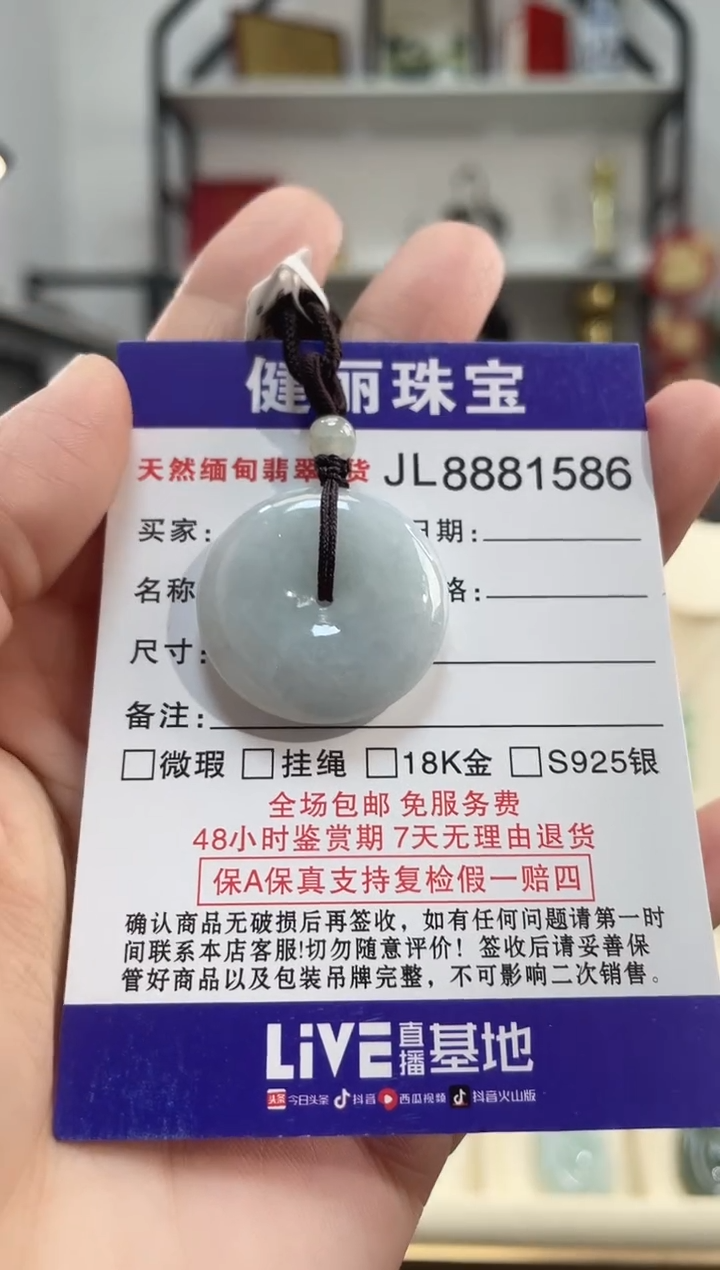 健丽珠宝
天然缅甸翡翠 货 JL8881586
买家: 日期:
名称 格:
尺寸:
备注:
微瑕 挂绳 18K金 S925银
全场包邮 免服务费
48小时鉴赏期 7天无理由退货
保A保真支持复检假一赔四
确认商品无破损后再签收，如有任何问题请第一时
间联系本店客服!切勿随意评价！签收后请妥善保
管好商品以及包装吊牌完整，不可影响二次销售。
LiVE 直播 基地
头条 今日头条 抖音 西瓜视频 抖音火山版